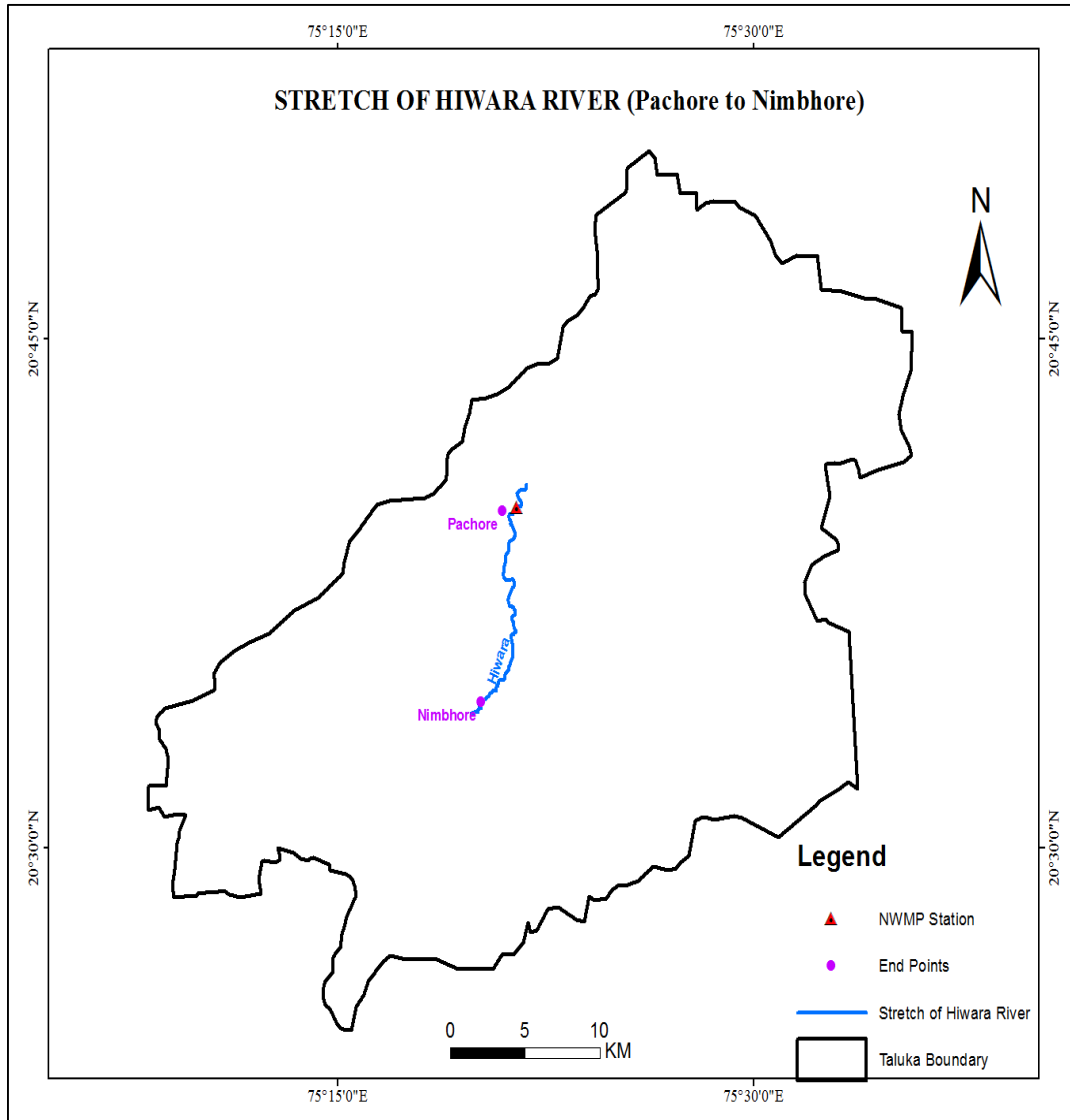 75°15'0"E
75°30'0"E
STRETCH OF HIWARA RIVER (Pachore to Nimbhore)
N
20°45'0"N
20°45'0"N
Pachore
Hiwara
Nimbhore
20°30'0"N
20°30'0"N
Legend
NWMP Station
End Points
Stretch of Hiwara River
Taluka Boundary
0 5 10
KM
75°15'0"E
75°30'0"E